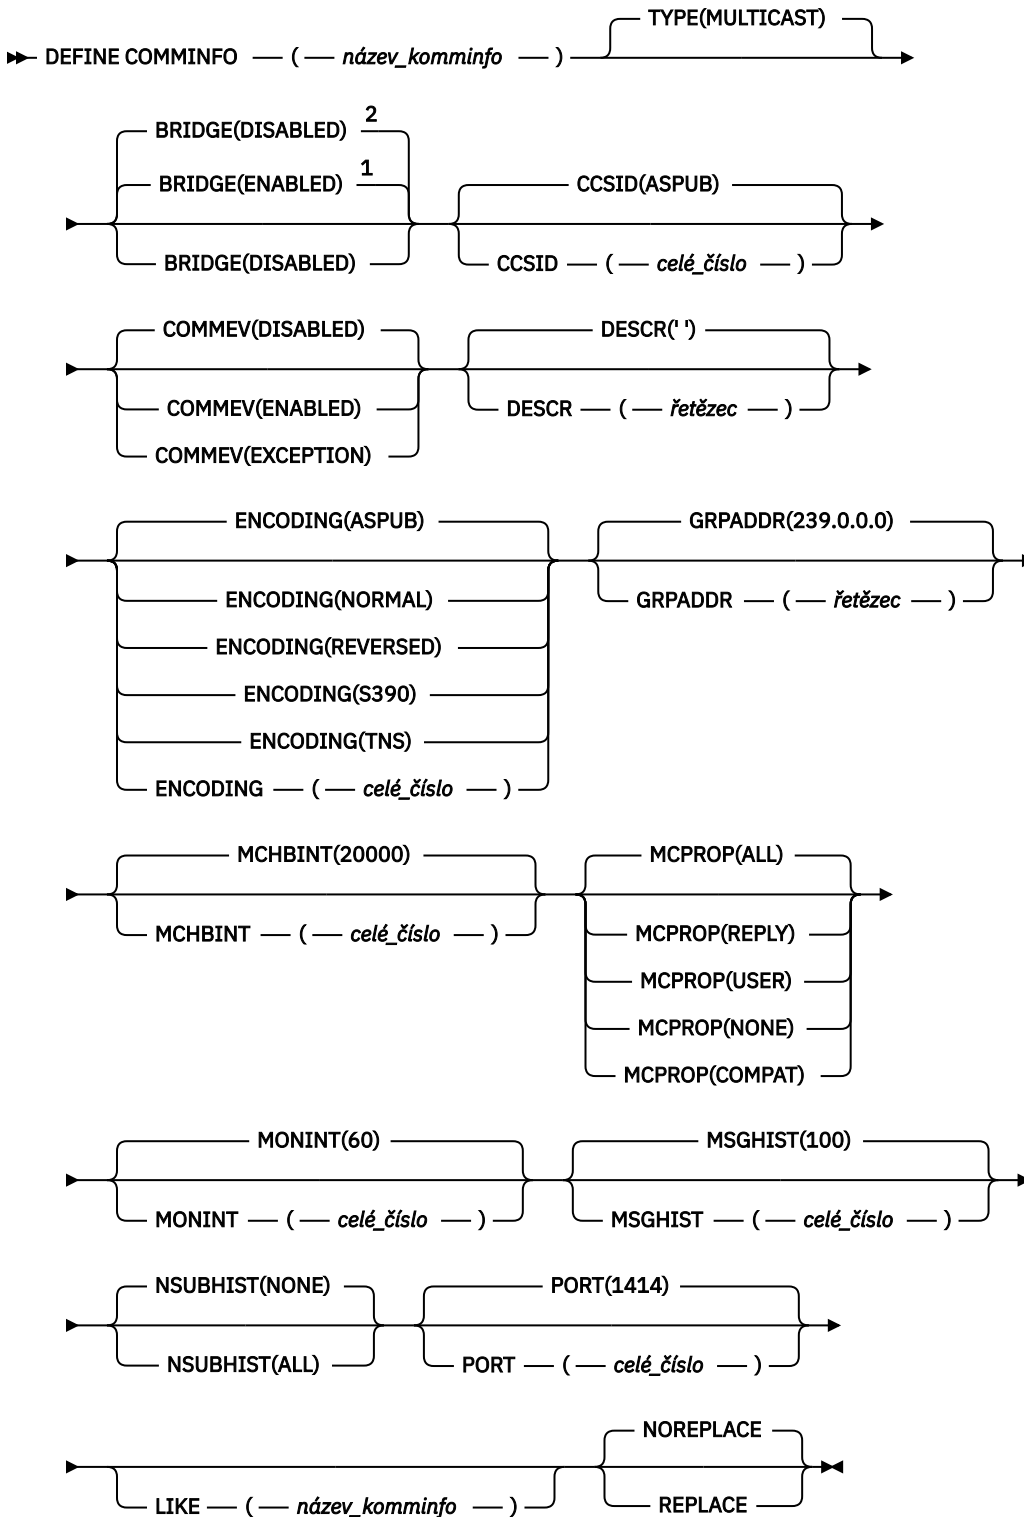 TYPE(MULTICAST)
DEFINE COMMINFO ( název_komminfo )
2
BRIDGE(DISABLED)
1
BRIDGE(ENABLED) CCSID(ASPUB)
BRIDGE(DISABLED) CCSID ( celé_číslo )
COMMEV(DISABLED) DESCR(' ')
COMMEV(ENABLED) DESCR ( řetězec )
COMMEV(EXCEPTION)
ENCODING(ASPUB) GRPADDR(239.0.0.0)
ENCODING(NORMAL) GRPADDR ( řetězec )
ENCODING(REVERSED)
ENCODING(S390)
ENCODING(TNS)
ENCODING ( celé_číslo )
MCHBINT(20000) MCPROP(ALL)
MCHBINT ( celé_číslo ) MCPROP(REPLY)
MCPROP(USER)
MCPROP(NONE)
MCPROP(COMPAT)
MONINT(60) MSGHIST(100)
MONINT ( celé_číslo ) MSGHIST ( celé_číslo )
NSUBHIST(NONE) PORT(1414)
NSUBHIST(ALL) PORT ( celé_číslo )
NOREPLACE
LIKE ( název_komminfo ) REPLACE